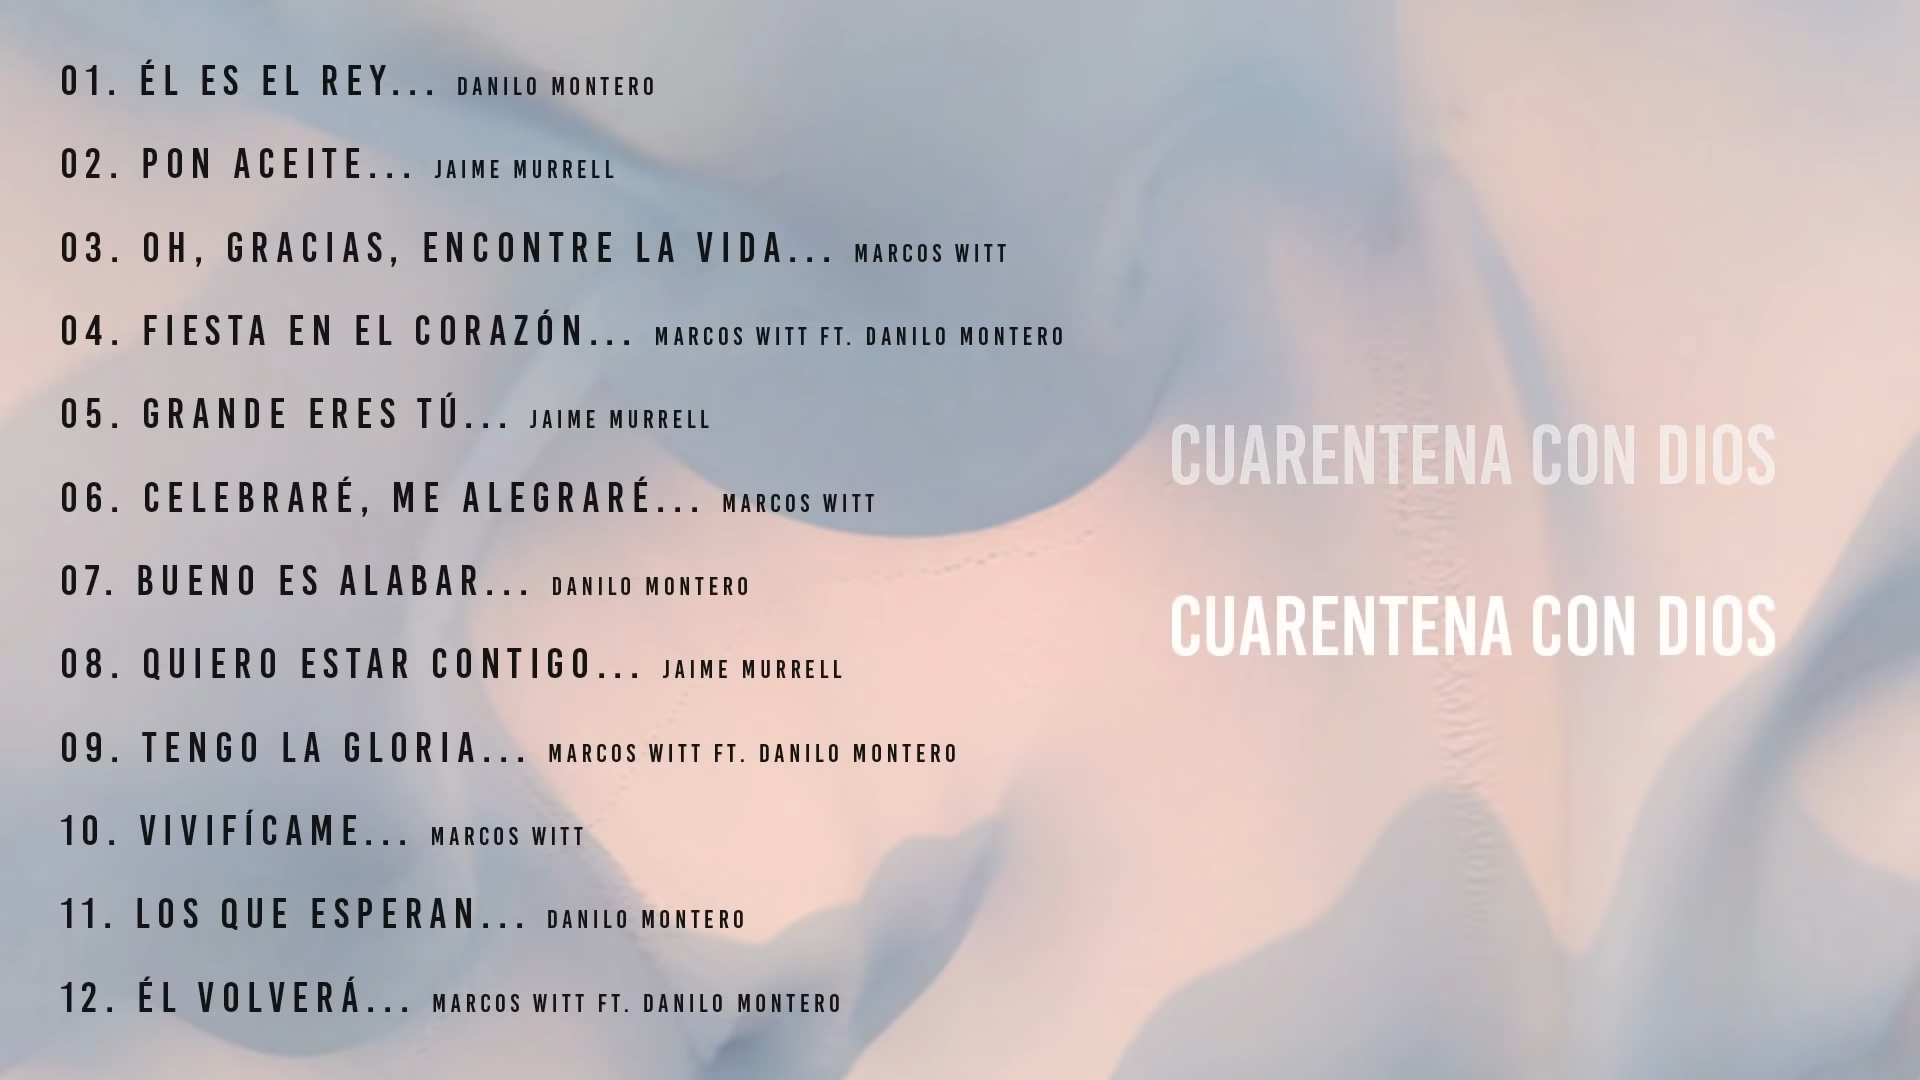 01. ÉL ES EL REY... DANILO MONTERO
02. PON ACEITE... JAIME MURRELL
03. OH, GRACIAS, ENCONTRE LA VIDA... MARCOS WITT
04. FIESTA EN EL CORAZÓN... MARCOS WITT FT. DANILO MONTERO
05. GRANDE ERES TÚ... JAIME MURRELL
06. CELEBRARÉ, ME ALEGRARÉ... MARCOS WITT
07. BUENO ES ALABAR... DANILO MONTERO
08. QUIERO ESTAR CONTIGO... JAIME MURRELL
09. TENGO LA GLORIA... MARCOS WITT FT. DANILO MONTERO
10. VIVIFÍCAME... MARCOS WITT
11. LOS QUE ESPERAN... DANILO MONTERO
12. ÉL VOLVERÁ... MARCOS WITT FT. DANILO MONTERO
CUARENTENA CON DIOS
CUARENTENA CON DIOS